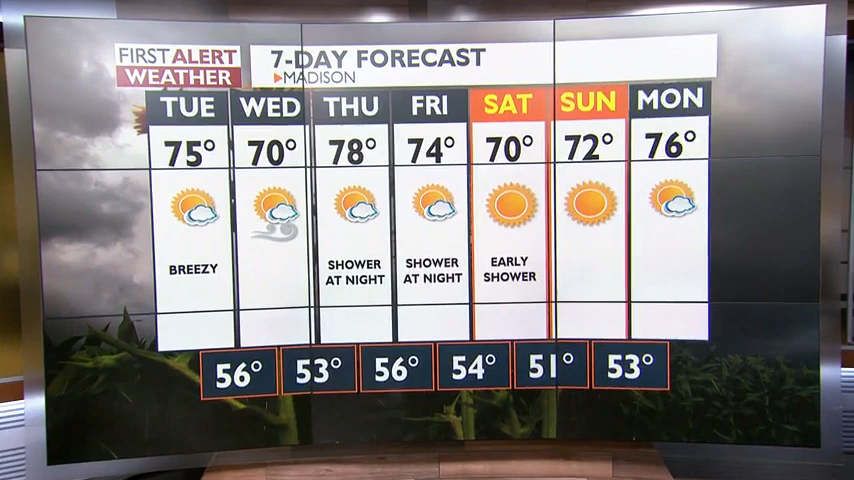 FIRST ALERT
WEATHER
7-DAY FORECAST
MADISON
TUE WED THU FRI SAT SUN MON
75° 70° 78° 74° 70° 72° 76°
BREEZY
SHOWER AT NIGHT
SHOWER AT NIGHT
EARLY SHOWER
56° 53° 56° 54° 51° 53°